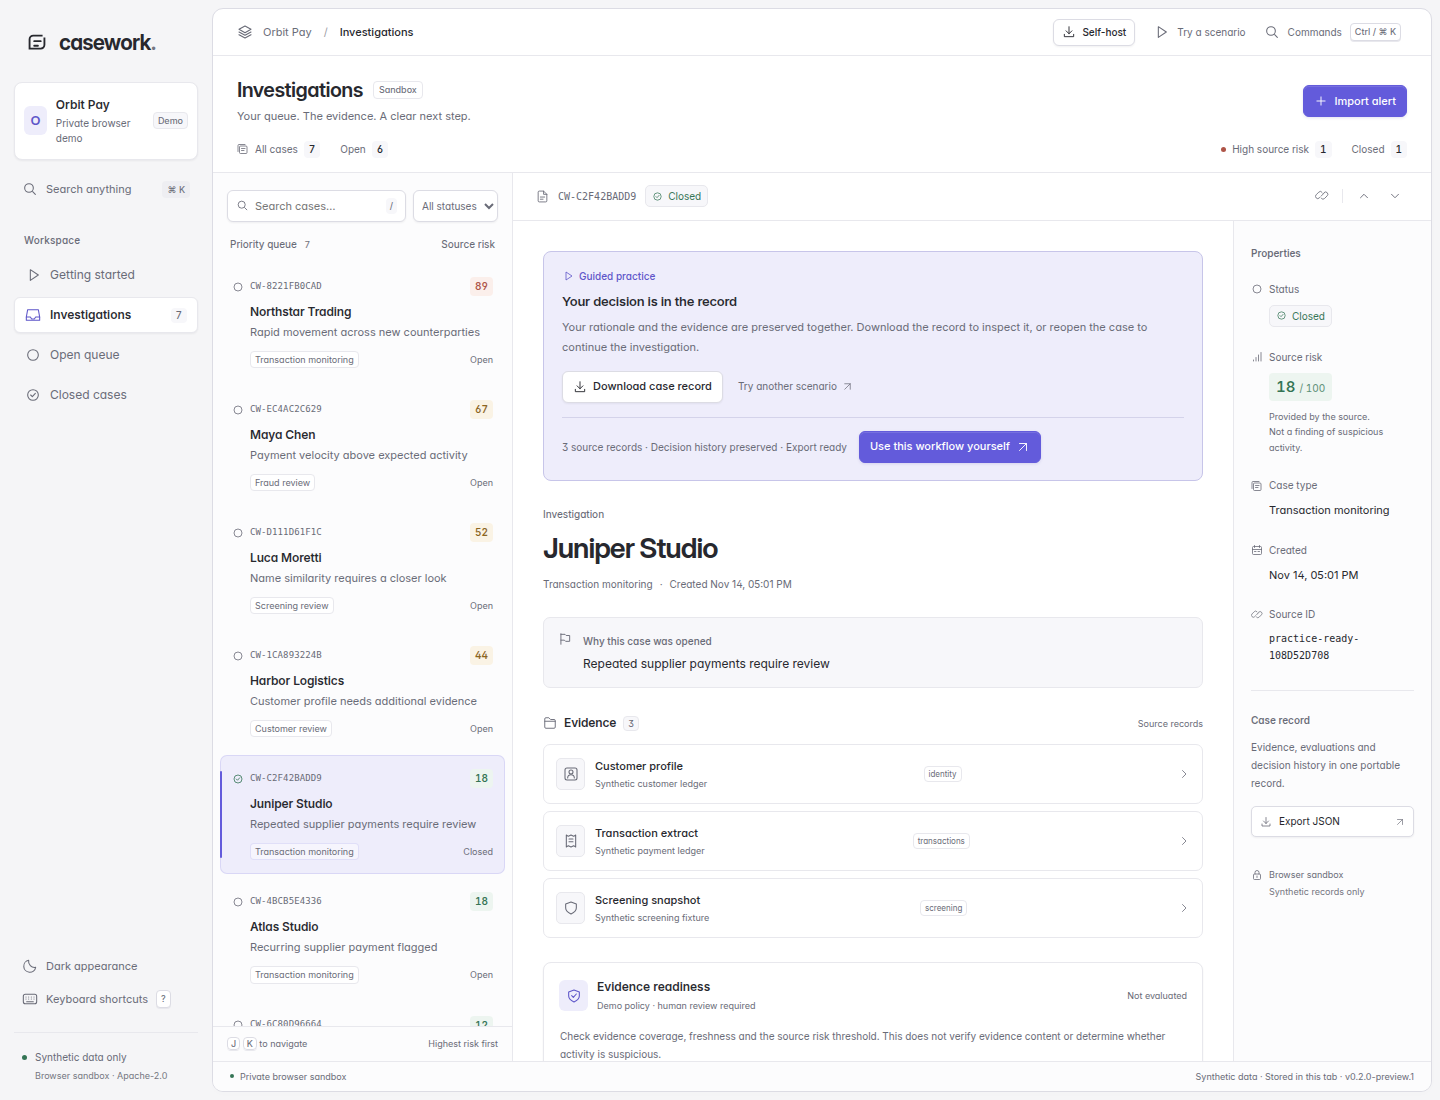 casework.
O
Orbit Pay
Private browser
demo
Demo
Search anything
⌘ K
Workspace
Getting started
Investigations
7
Open queue
Closed cases
Dark appearance
Keyboard shortcuts
?
Synthetic data only
Browser sandbox · Apache-2.0
Orbit Pay / Investigations
Self-host
Try a scenario
Commands
Ctrl / ⌘ K
Investigations
Sandbox
Your queue. The evidence. A clear next step.
Import alert
All cases 7
Open 6
High source risk 1
Closed 1
Search cases...
/
All statuses
Priority queue 7
Source risk
CW-8221FB0CAD
89
Northstar Trading
Rapid movement across new counterparties
Transaction monitoring
Open
CW-EC4AC2C629
67
Maya Chen
Payment velocity above expected activity
Fraud review
Open
CW-D111D61F1C
52
Luca Moretti
Name similarity requires a closer look
Screening review
Open
CW-1CA893224B
44
Harbor Logistics
Customer profile needs additional evidence
Customer review
Open
CW-C2F42BADD9
18
Juniper Studio
Repeated supplier payments require review
Transaction monitoring
Closed
CW-4BCB5E4336
18
Atlas Studio
Recurring supplier payment flagged
Transaction monitoring
Open
CW-6C80D96664
12
J K to navigate
Highest risk first
CW-C2F42BADD9
Closed
Guided practice
Your decision is in the record
Your rationale and the evidence are preserved together. Download the record to inspect it, or reopen the case to
continue the investigation.
Download case record
Try another scenario
3 source records · Decision history preserved · Export ready
Use this workflow yourself
Investigation
Juniper Studio
Transaction monitoring · Created Nov 14, 05:01 PM
Why this case was opened
Repeated supplier payments require review
Evidence 3
Source records
Customer profile
Synthetic customer ledger
identity
Transaction extract
Synthetic payment ledger
transactions
Screening snapshot
Synthetic screening fixture
screening
Evidence readiness
Demo policy · human review required
Not evaluated
Check evidence coverage, freshness and the source risk threshold. This does not verify evidence content or determine whether
activity is suspicious.
Properties
Status
Closed
Source risk
18 / 100
Provided by the source.
Not a finding of suspicious
activity.
Case type
Transaction monitoring
Created
Nov 14, 05:01 PM
Source ID
practice-ready-
108D52D708
Case record
Evidence, evaluations and
decision history in one portable
record.
Export JSON
Browser sandbox
Synthetic records only
Private browser sandbox
Synthetic data · Stored in this tab · v0.2.0-preview.1